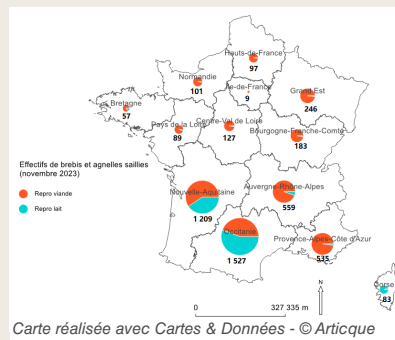 Hauts-de-France
97
Normandie
101
Île-de-France
9
Grand Est
246
Bretagne
57
Pays de la Loire
89
Centre-Val de Loire
127
Bourgogne-Franche-Comté
183
Effectifs de brebis et agnelles saillies
(novembre 2023)
Repro viande
Repro lait
Nouvelle-Aquitaine
1 209
Auvergne-Rhône-Alpes
559
Occitanie
1 527
Provence-Alpes-Côte d'Azur
535
Corse
83
0
327 335 m
N
Carte réalisée avec Cartes & Données - © Articque